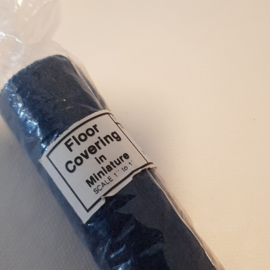 Floor
Covering
in
Miniature
SCALE 1" to 1'